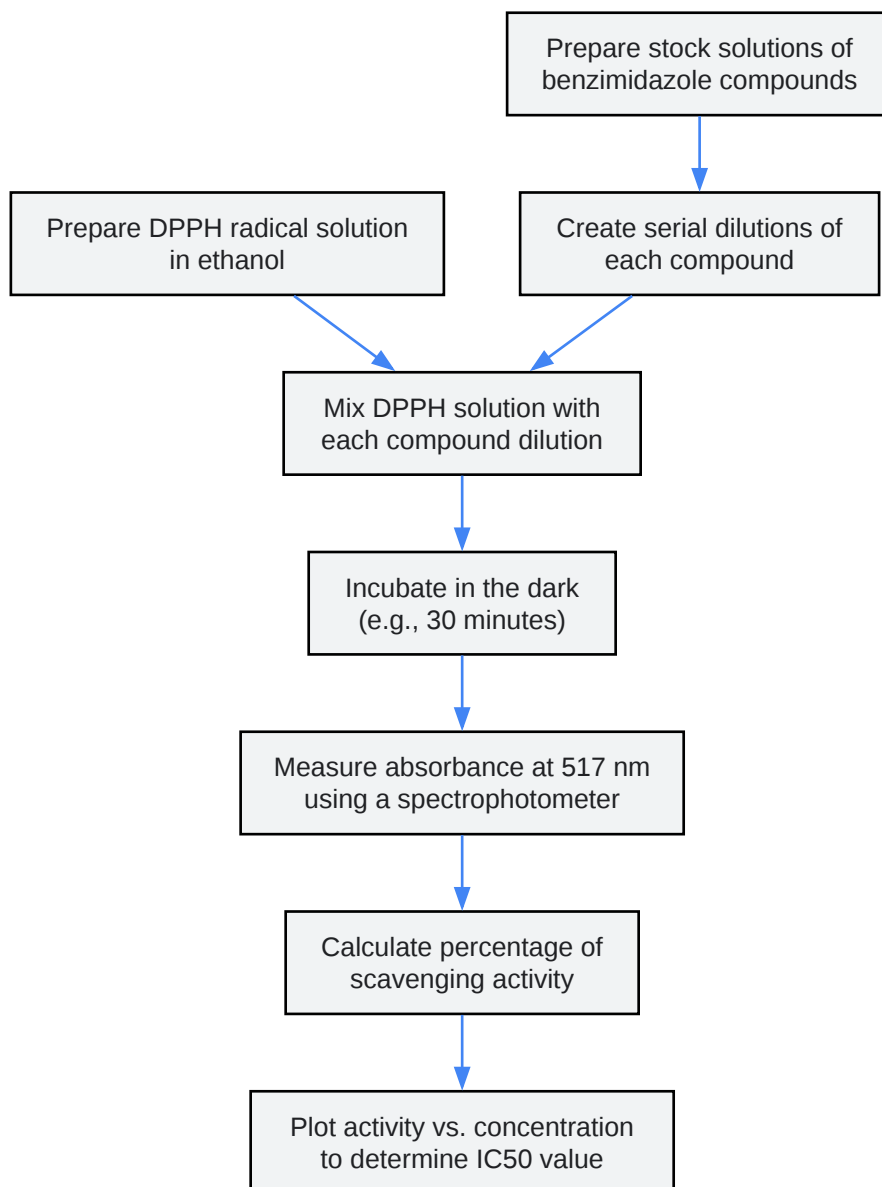 Prepare stock solutions of
benzimidazole compounds
Prepare DPPH radical solution
in ethanol
Create serial dilutions of
each compound
Mix DPPH solution with
each compound dilution
Incubate in the dark
(e.g., 30 minutes)
Measure absorbance at 517 nm
using a spectrophotometer
Calculate percentage of
scavenging activity
Plot activity vs. concentration
to determine IC50 value